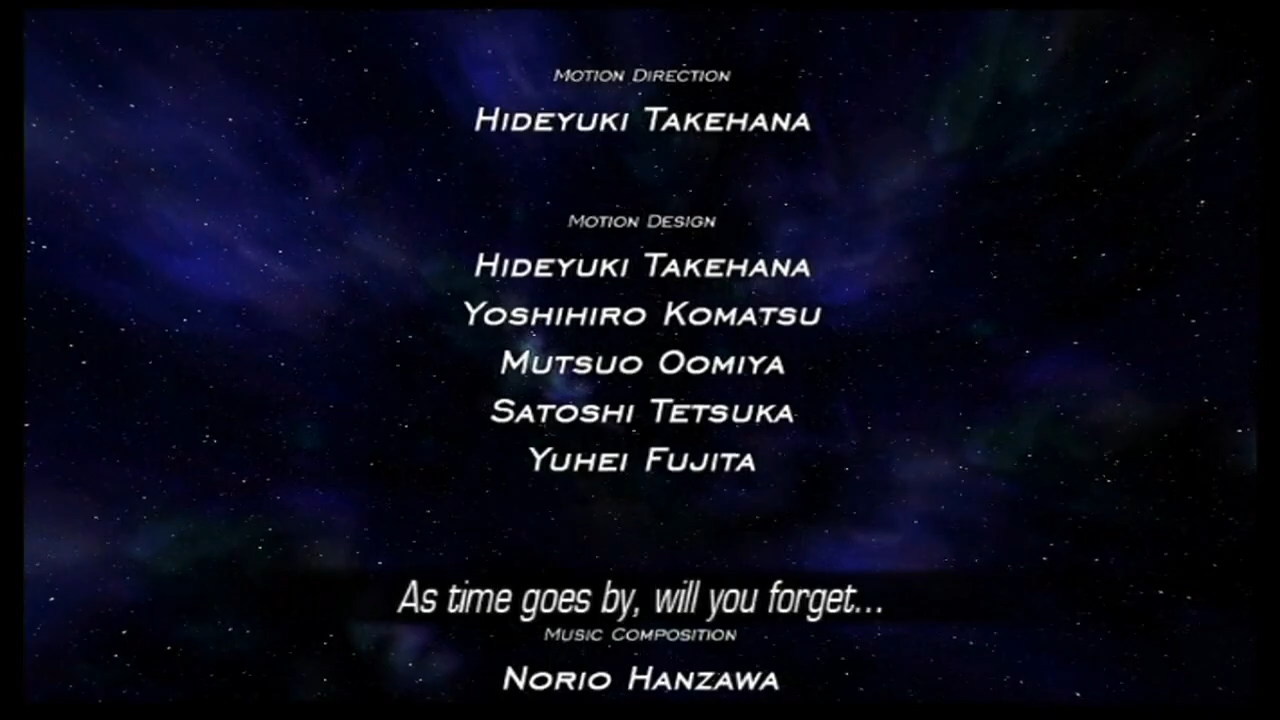 MOTION DIRECTION
HIDEYUKI TAKEHANA
MOTION DESIGN
HIDEYUKI TAKEHANA
YOSHIHIRO KOMATSU
MUTSUO OOMIYA
SATOSHI TETSUKA
YUHEI FUJITA
As time goes by, will you forget...
MUSIC COMPOSITION
NORIO HANZAWA